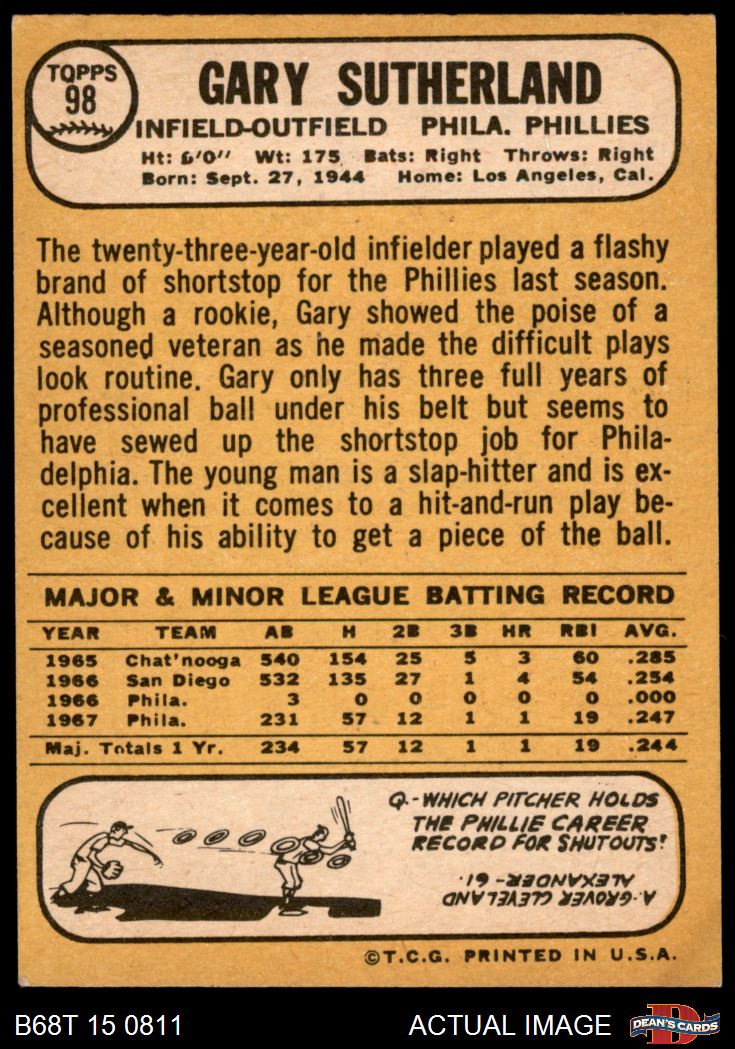 TOPPS
98
GARY SUTHERLAND
INFIELD-OUTFIELD PHILA. PHILLIES
Ht: 6'0" Wt: 175 Bats: Right Throws: Right
Born: Sept. 27, 1944 Home: Los Angeles, Cal.
The twenty-three-year-old infielder played a flashy
brand of shortstop for the Phillies last season.
Although a rookie, Gary showed the poise of a
seasoned veteran as he made the difficult plays
look routine. Gary only has three full years of
professional ball under his belt but seems to
have sewed up the shortstop job for Phila-
delphia. The young man is a slap-hitter and is ex-
cellent when it comes to a hit-and-run play be-
cause of his ability to get a piece of the ball.
MAJOR & MINOR LEAGUE BATTING RECORD
YEAR TEAM AB H 2B 3B HR RBI AVG.
1965 Chat'nooga 540 154 25 5 3 60 .285
1966 San Diego 532 135 27 1 4 54 .254
1966 Phila. 3 0 0 0 0 0 .000
1967 Phila. 231 57 12 1 1 19 .247
Maj. Totals 1 Yr. 234 57 12 1 1 19 .244
Q-WHICH PITCHER HOLDS
THE PHILLIE CAREER
RECORD FOR SHUTOUTS?
A-GROVER CLEVELAND
ALEXANDER-61.
©T.C.G. PRINTED IN U.S.A.
B68T 15 0811 ACTUAL IMAGE
D
DEAN'S CARDS